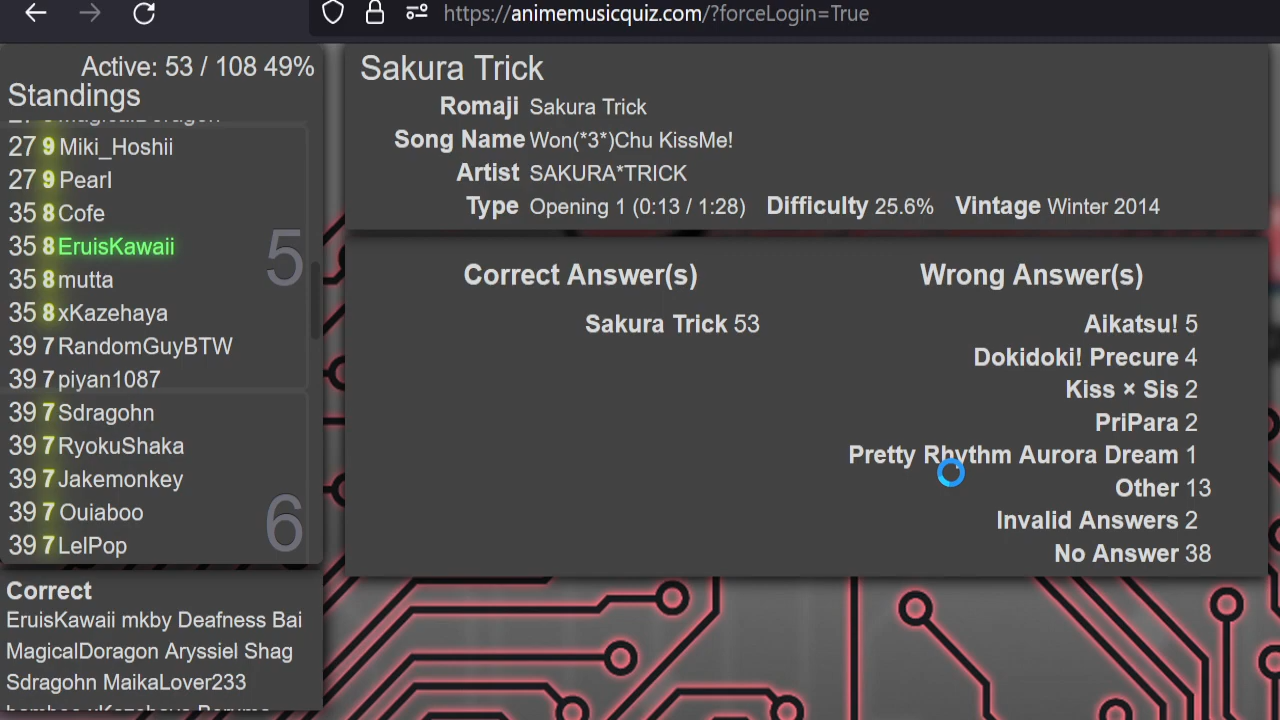 https://animemusicquiz.com/?forceLogin=True
Active: 53 / 108 49%
Standings
27 9 Miki_Hoshii
27 9 Pearl
35 8 Cofe
35 8 EruisKawaii
35 8 mutta
35 8 xKazehaya
39 7 RandomGuyBTW
39 7 piyan1087
5
39 7 Sdragohn
39 7 RyokuShaka
39 7 Jakemonkey
39 7 Ouiaboo
39 7 LelPop
6
Correct
EruisKawaii mkby Deafness Bai
MagicalDoragon Aryssiel Shag
Sdragohn MaikaLover233
Sakura Trick
Romaji Sakura Trick
Song Name Won(*3*)Chu KissMe!
Artist SAKURA*TRICK
Type Opening 1 (0:13 / 1:28) Difficulty 25.6% Vintage Winter 2014
Correct Answer(s)
Sakura Trick 53
Wrong Answer(s)
Aikatsu! 5
Dokidoki! Precure 4
Kiss × Sis 2
PriPara 2
Pretty Rhythm Aurora Dream 1
Other 13
Invalid Answers 2
No Answer 38